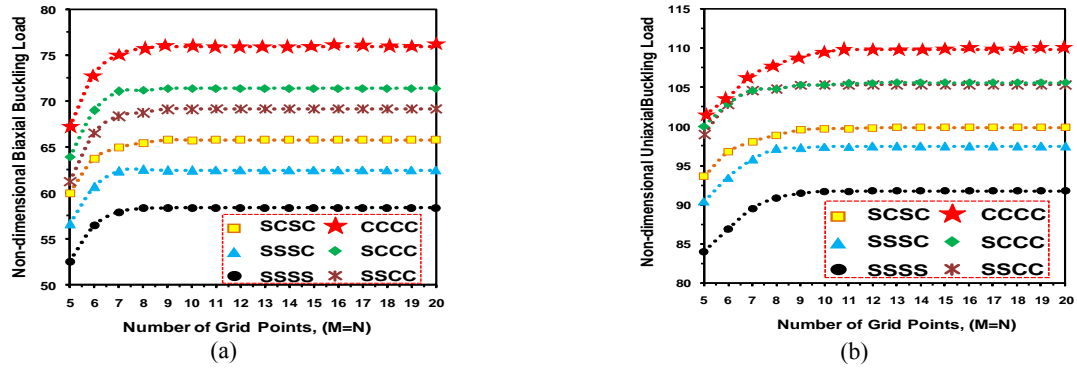 Non-dimensional Biaxial Buckling Load
80
75
70
65
60
55
50
SCSC CCCC
SSSC SCCC
SSSS SSCC
5 6 7 8 9 10 11 12 13 14 15 16 17 18 19 20
Number of Grid Points, (M=N)
(a)
Non-dimensional UniaxialBuckling Load
115
110
105
100
95
90
85
80
SCSC CCCC
SSSC SCCC
SSSS SSCC
5 6 7 8 9 10 11 12 13 14 15 16 17 18 19 20
Number of Grid Points, (M=N)
(b)